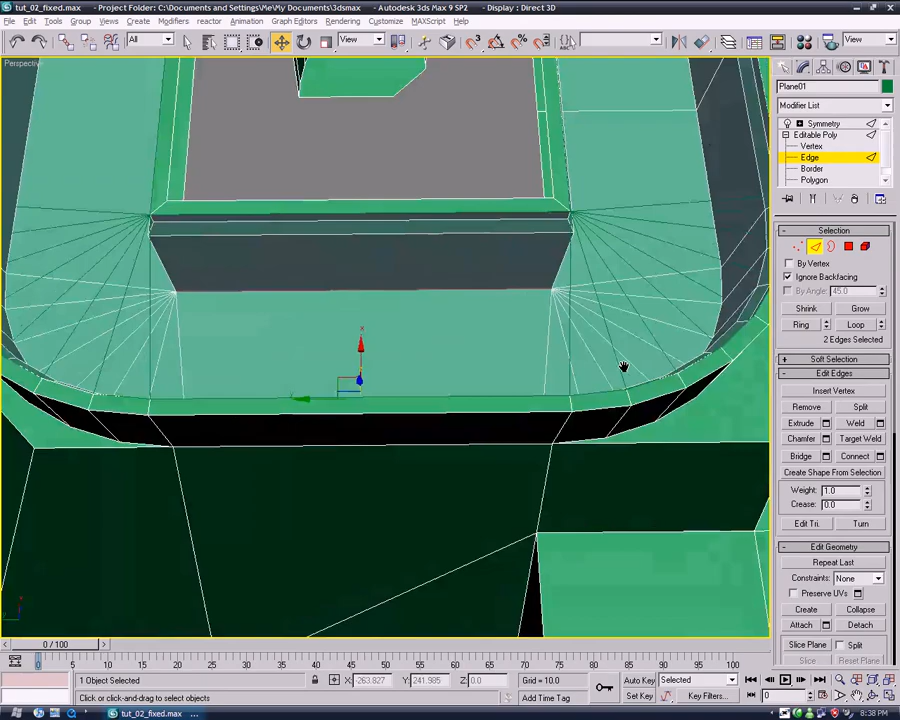 tut_02_fixed.max - Project Folder: C:\Documents and Settings\Me\My Documents\3dsmax - Autodesk 3ds Max 9 SP2 - Display : Direct 3D
File Edit Tools Group Views Create Modifiers reactor Animation Graph Editors Rendering Customize MAXScript Help
All View View
Perspective
Plane01
Modifier List
Symmetry
Editable Poly
Vertex
Edge
Border
Polygon
- Selection
By Vertex
Ignore Backfacing
By Angle: 45.0
Shrink Grow
Ring Loop
2 Edges Selected
+ Soft Selection
- Edit Edges
Insert Vertex
Remove Split
Extrude Weld
Chamfer Target Weld
Bridge Connect
Create Shape From Selection
Weight: 1.0
Crease: 0.0
Edit Tri. Turn
- Edit Geometry
Repeat Last
Constraints: None
Preserve UVs
Create Collapse
Attach Detach
Slice Plane Split
Slice Reset Plane
0 / 100
0 5 10 15 20 25 30 35 40 45 50 55 60 65 70 75 80 85 90 95 100
1 Object Selected X: -263.827 Y: 241.985 Z: 0.0 Grid = 10.0 Auto Key Selected
Click or click-and-drag to select objects Add Time Tag Set Key Key Filters... 0
start tut_02_fixed.max ... 8:38 PM